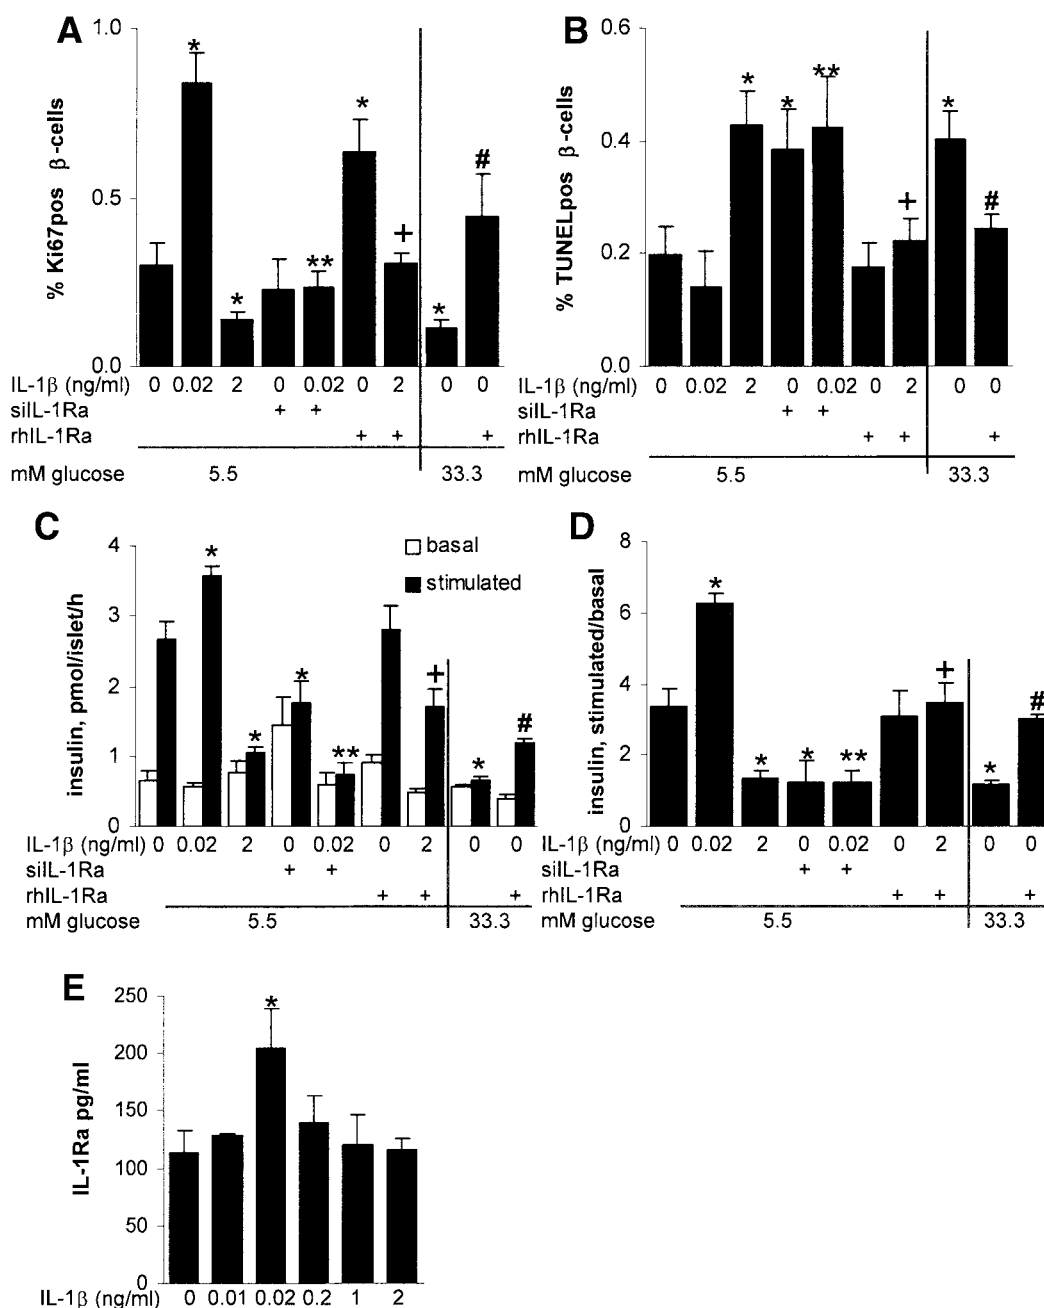 A
% Ki67pos β-cells
1.0
0.5
0.0
* * ** * + * #
IL-1β (ng/ml) 0 0.02 2 0 0.02 0 2 0 0
siIL-1Ra + +
rhIL-1Ra + + +
mM glucose 5.5 33.3
B
% TUNELpos β-cells
0.6
0.4
0.2
0.0
* * ** + * #
IL-1β (ng/ml) 0 0.02 2 0 0.02 0 2 0 0
siIL-1Ra + +
rhIL-1Ra + + +
mM glucose 5.5 33.3
C
insulin, pmol/islet/h
4
3
2
1
0
basal
stimulated
* * * ** + * #
IL-1β (ng/ml) 0 0.02 2 0 0.02 0 2 0 0
siIL-1Ra + +
rhIL-1Ra + + +
mM glucose 5.5 33.3
D
insulin, stimulated/basal
8
6
4
2
0
* * * ** + * #
IL-1β (ng/ml) 0 0.02 2 0 0.02 0 2 0 0
siIL-1Ra + +
rhIL-1Ra + + +
mM glucose 5.5 33.3
E
IL-1Ra pg/ml
250
200
150
100
50
0
*
IL-1β (ng/ml) 0 0.01 0.02 0.2 1 2